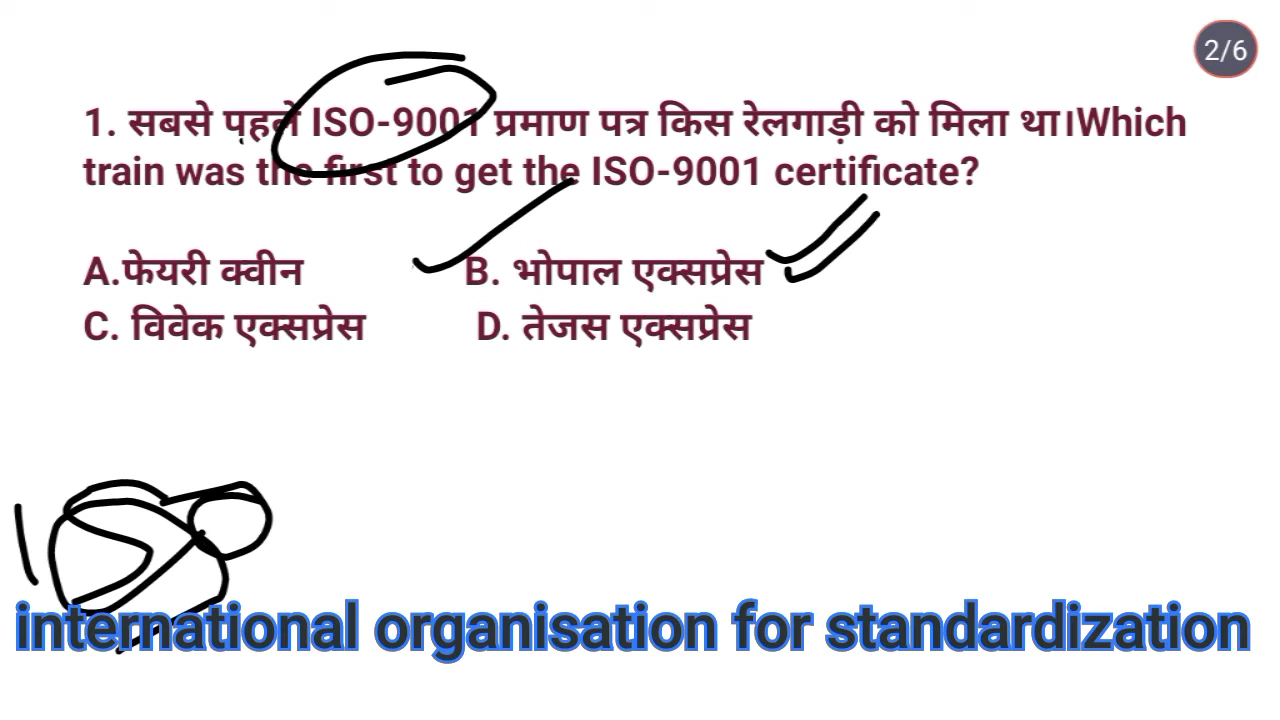 2/6
1. सबसे पहले ISO-9001 प्रमाण पत्र किस रेलगाड़ी को मिला था।Which
train was the first to get the ISO-9001 certificate?
A.फेयरी क्वीन B. भोपाल एक्सप्रेस
C. विवेक एक्सप्रेस D. तेजस एक्सप्रेस
international organisation for standardization